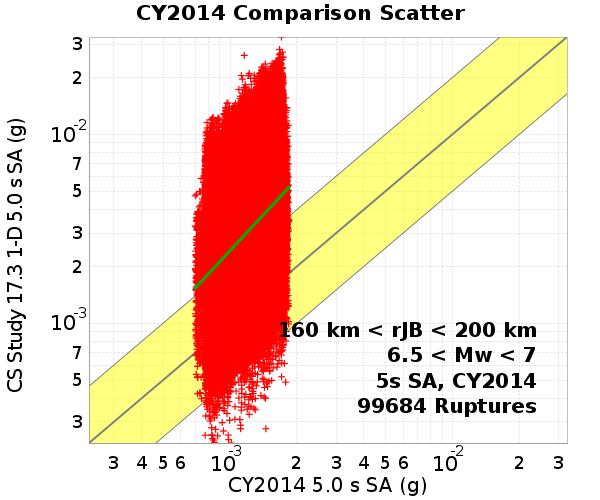 CY2014 Comparison Scatter
3
2
10-2
7
5
3
2
10-3
7
5
3
CS Study 17.3 1-D 5.0 s SA (g)
160 km < rJB < 200 km
6.5 < Mw < 7
5s SA, CY2014
99684 Ruptures
3 4 5 6 10-3 2 3 4 5 6 10-2 2 3
CY2014 5.0 s SA (g)